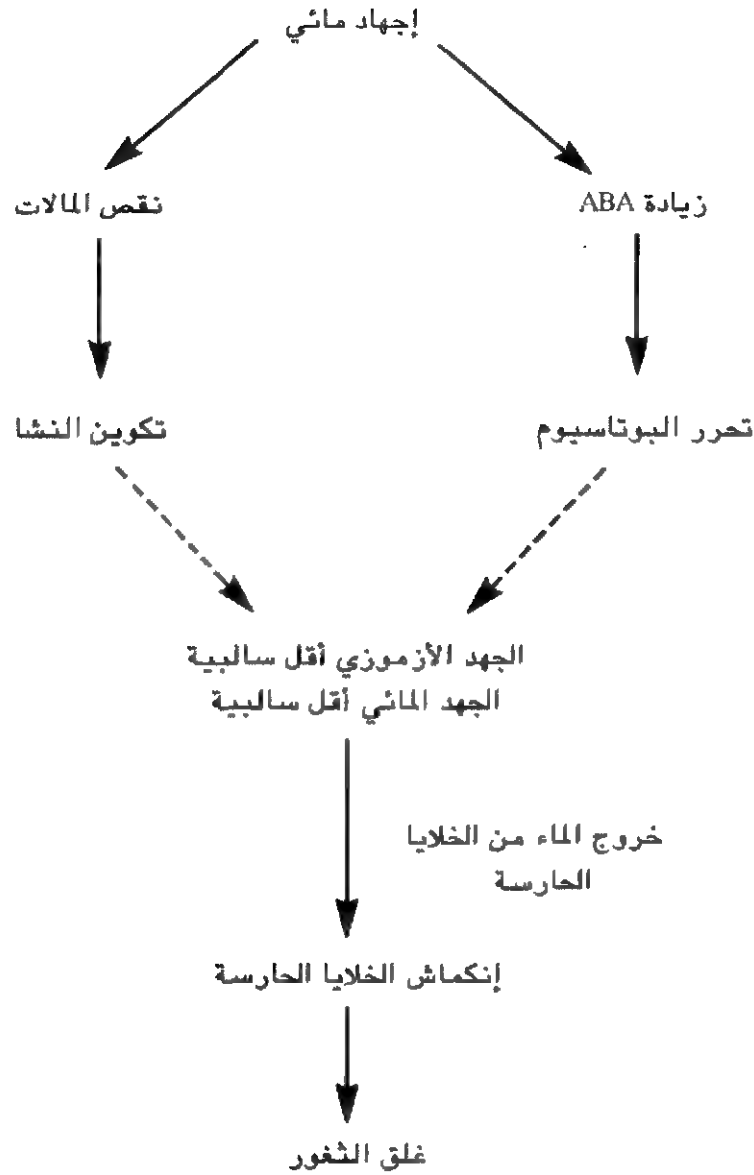 إجهاد مائي
زيادة ABA
نقص المالات
تحرر البوتاسيوم
تكوين النشا
الجهد الأزموزي أقل سالبية
الجهد المائي أقل سالبية
خروج الماء من الخلايا
الحارسة
إنكماش الخلايا الحارسة
غلق الثغور